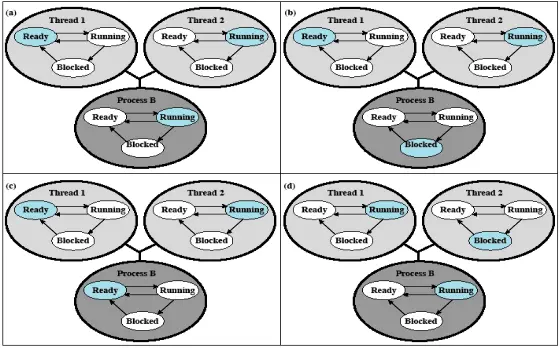 (a)
Thread 1
Thread 2
Ready Running Ready Running
Blocked Blocked
Process B
Ready Running
Blocked
(b)
Thread 1
Thread 2
Ready Running Ready Running
Blocked Blocked
Process B
Ready Running
Blocked
(c)
Thread 1
Thread 2
Ready Running Ready Running
Blocked Blocked
Process B
Ready Running
Blocked
(d)
Thread 1
Thread 2
Ready Running Ready Running
Blocked Blocked
Process B
Ready Running
Blocked